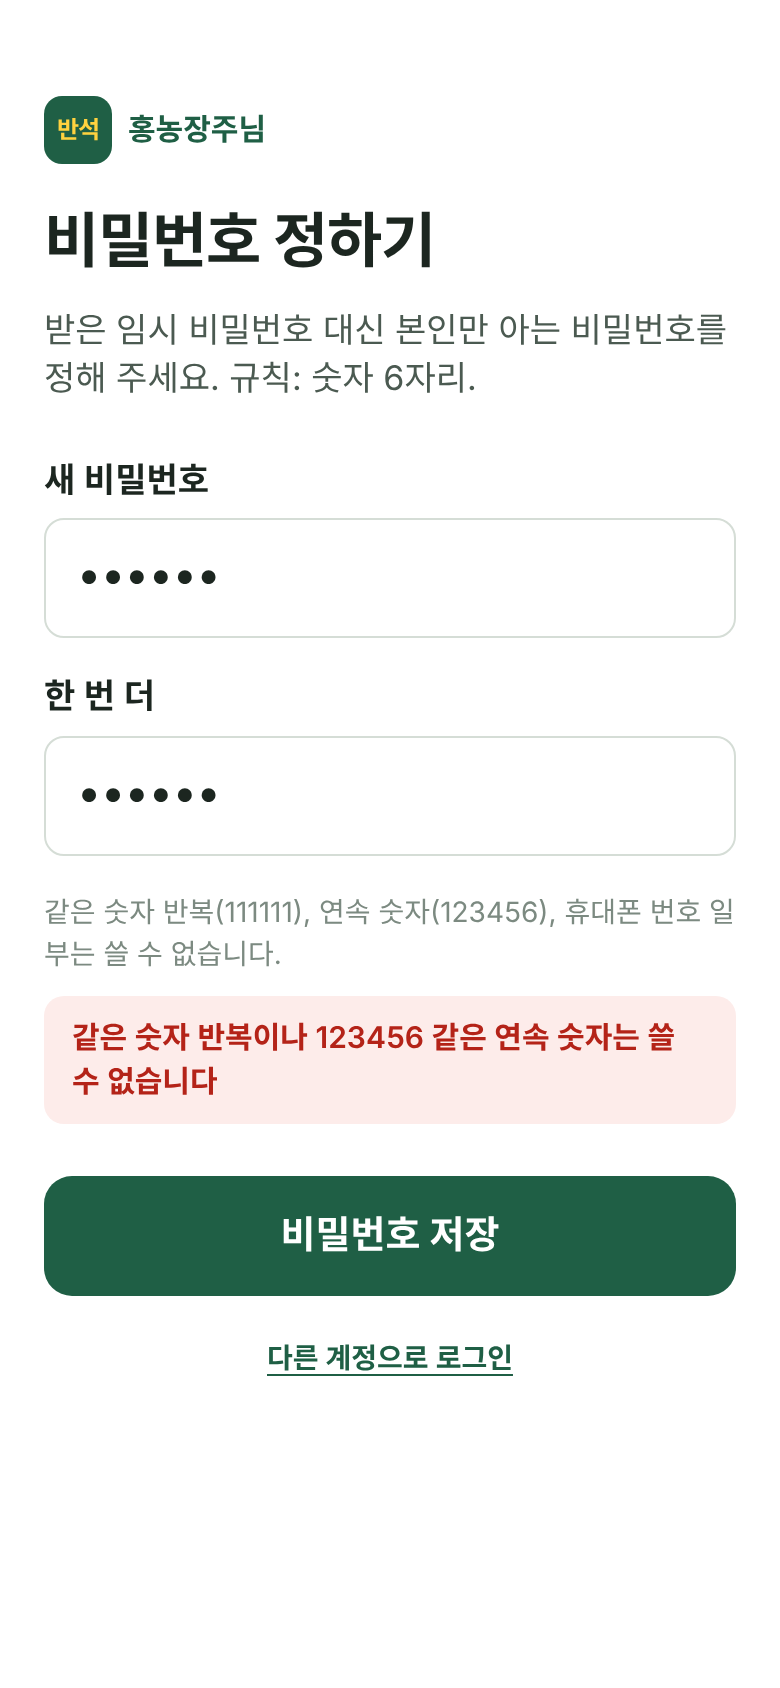 반석
홍농장주님
비밀번호 정하기
받은 임시 비밀번호 대신 본인만 아는 비밀번호를
정해 주세요. 규칙: 숫자 6자리.
새 비밀번호
••••••
한 번 더
••••••
같은 숫자 반복(111111), 연속 숫자(123456), 휴대폰 번호 일
부는 쓸 수 없습니다.
같은 숫자 반복이나 123456 같은 연속 숫자는 쓸
수 없습니다
비밀번호 저장
다른 계정으로 로그인